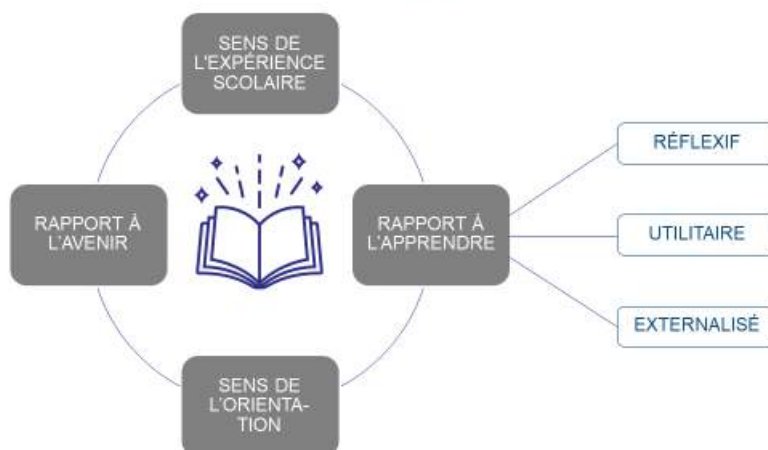 SENS DE
L'EXPÉRIENCE
SCOLAIRE
RAPPORT À
L'AVENIR
RAPPORT À
L'APPRENDRE
SENS DE
L'ORIENTA-
TION
RÉFLEXIF
UTILITAIRE
EXTERNALISÉ